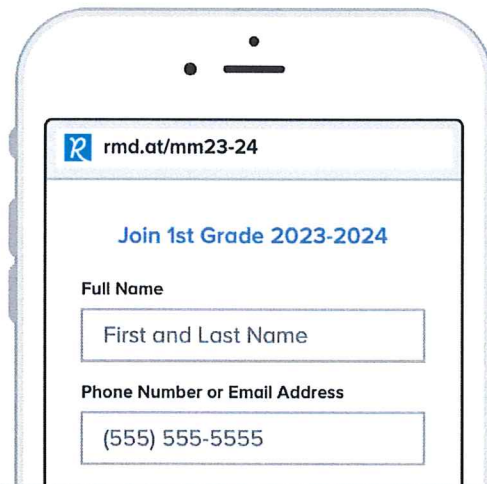 R rmd.at/mm23-24
Join 1st Grade 2023-2024
Full Name
First and Last Name
Phone Number or Email Address
(555) 555-5555